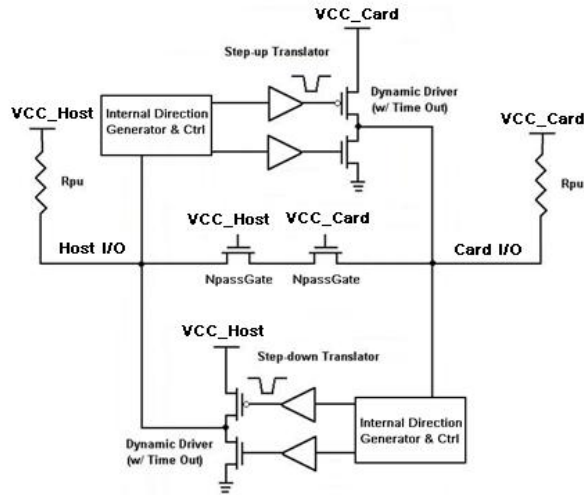 VCC_Card
Step-up Translator
Dynamic Driver
(w/ Time Out)
VCC_Host
Internal Direction
Generator & Ctrl
VCC_Card
Rpu
Rpu
VCC_Host
VCC_Card
Host I/O
Card I/O
NpassGate
NpassGate
VCC_Host
Step-down Translator
Internal Direction
Generator & Ctrl
Dynamic Driver
(w/ Time Out)